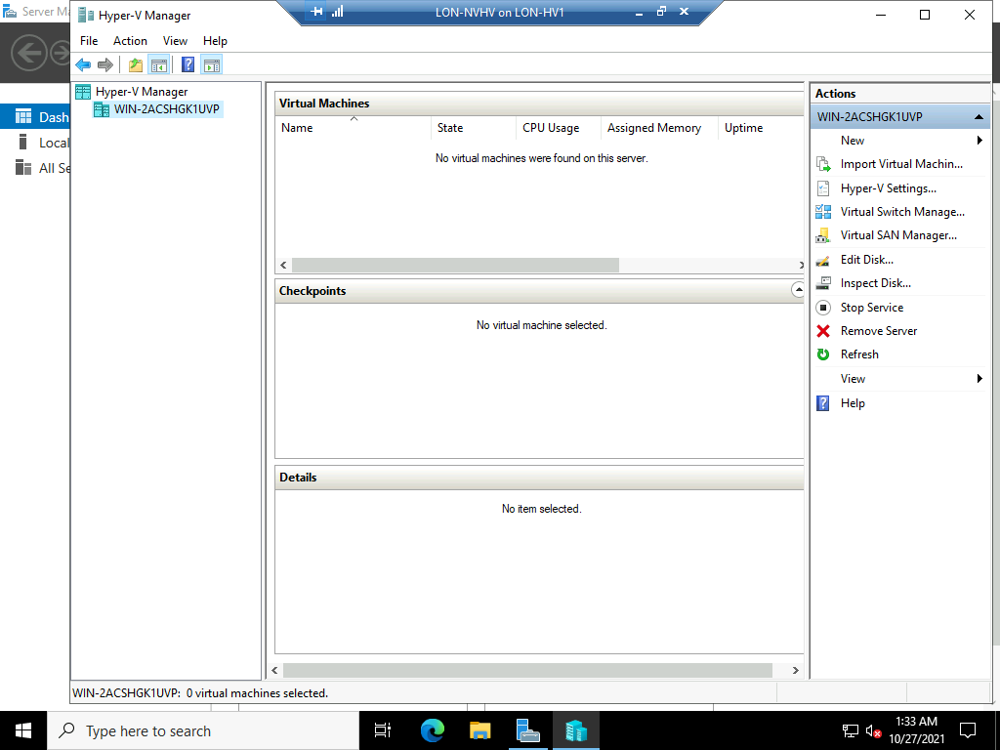 Server Ma
Hyper-V Manager
LON-NVHV on LON-HV1
File Action View Help
Dash
Local
All Se
Hyper-V Manager
WIN-2ACSHGK1UVP
Virtual Machines
Name State CPU Usage Assigned Memory Uptime
No virtual machines were found on this server.
Checkpoints
No virtual machine selected.
Details
No item selected.
Actions
WIN-2ACSHGK1UVP
New
Import Virtual Machin...
Hyper-V Settings...
Virtual Switch Manage...
Virtual SAN Manager...
Edit Disk...
Inspect Disk...
Stop Service
Remove Server
Refresh
View
Help
WIN-2ACSHGK1UVP: 0 virtual machines selected.
Type here to search
1:33 AM
10/27/2021